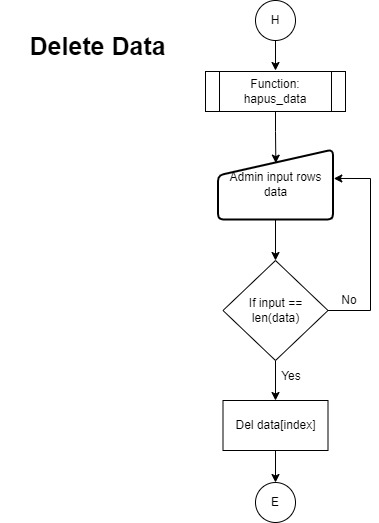 H
Delete Data
Function:
hapus_data
Admin input rows
data
If input ==
len(data)
No
Yes
Del data[index]
E